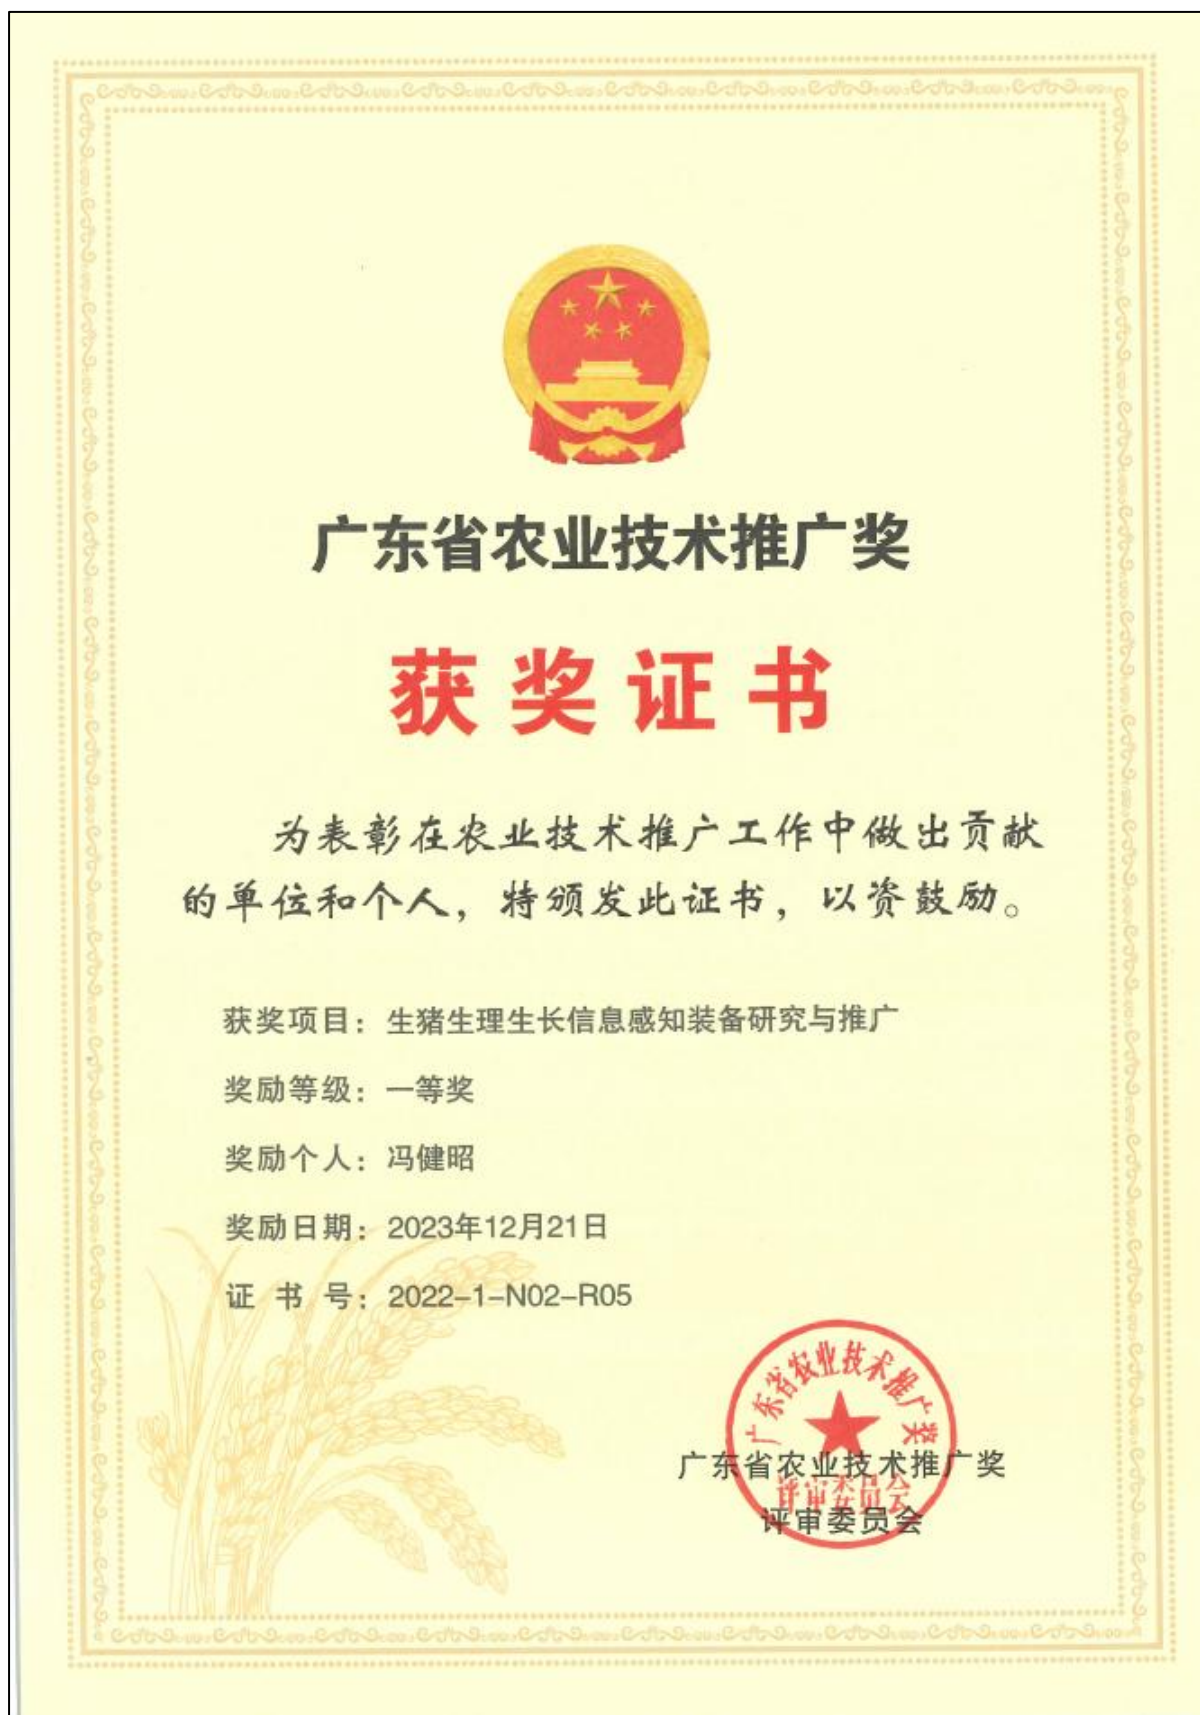 广东省农业技术推广奖
获奖证书
为表彰在农业技术推广工作中做出贡献
的单位和个人，特颁发此证书，以资鼓励。
获奖项目：生猪生理生长信息感知装备研究与推广
奖励等级：一等奖
奖励个人：冯健昭
奖励日期：2023年12月21日
证 书 号：2022-1-N02-R05
广东省农业技术推广奖
评审委员会
广东省农业技术推广奖
评审委员会